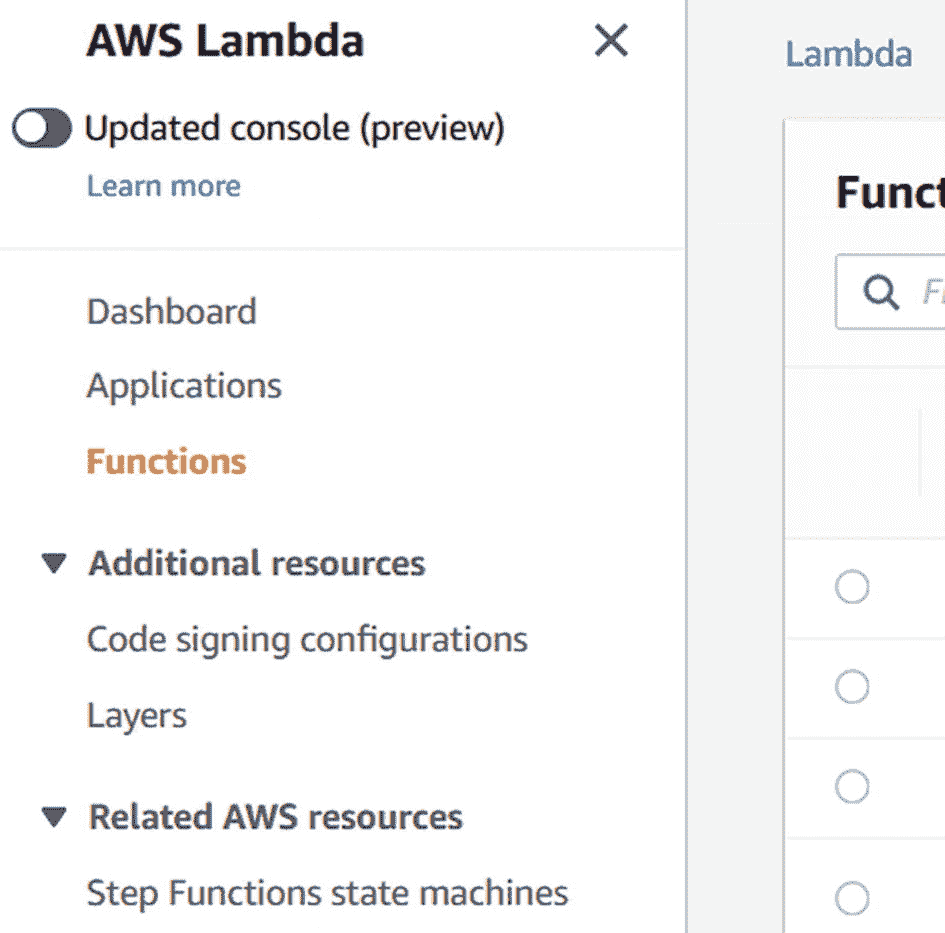 AWS Lambda
Updated console (preview)
Learn more
Dashboard
Applications
Functions
Additional resources
Code signing configurations
Layers
Related AWS resources
Step Functions state machines
Lambda
Funct